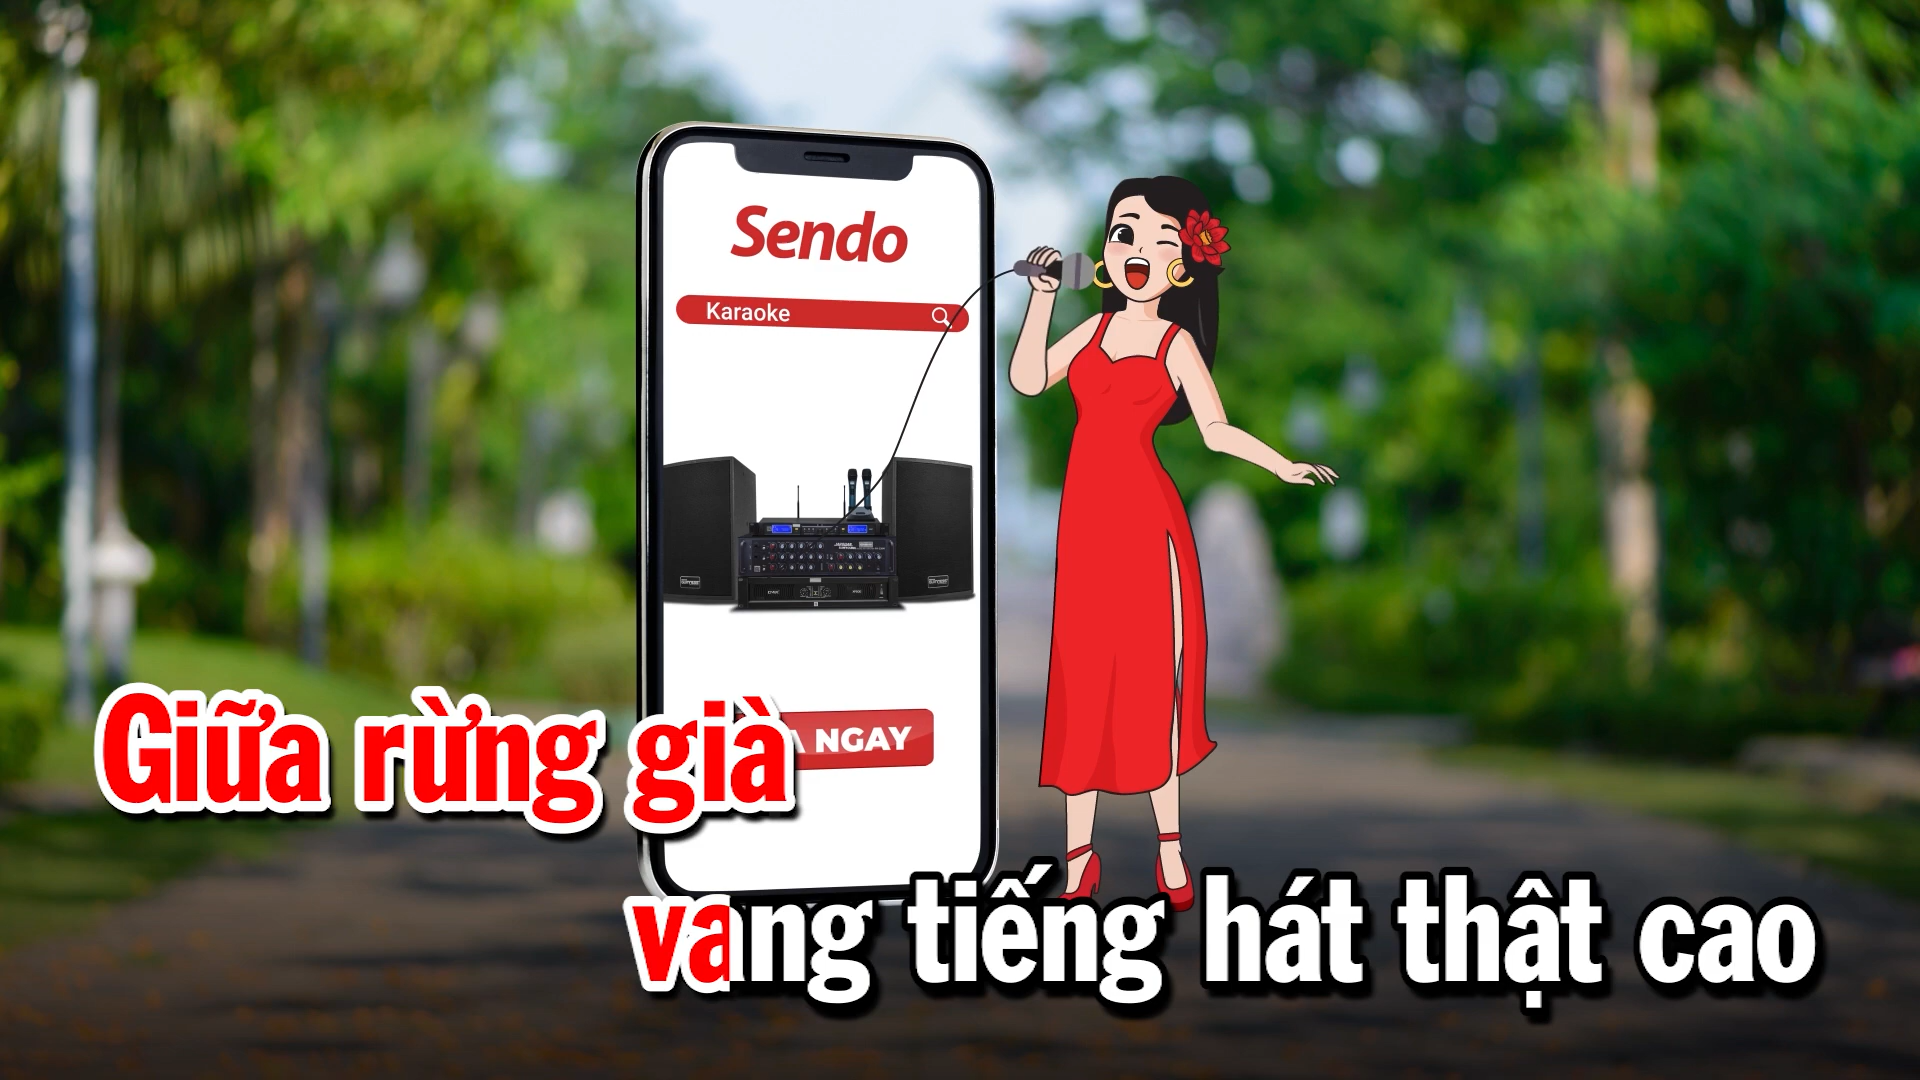 Sendo
Karaoke
NGAY
Giữa rừng già
vang tiếng hát thật cao